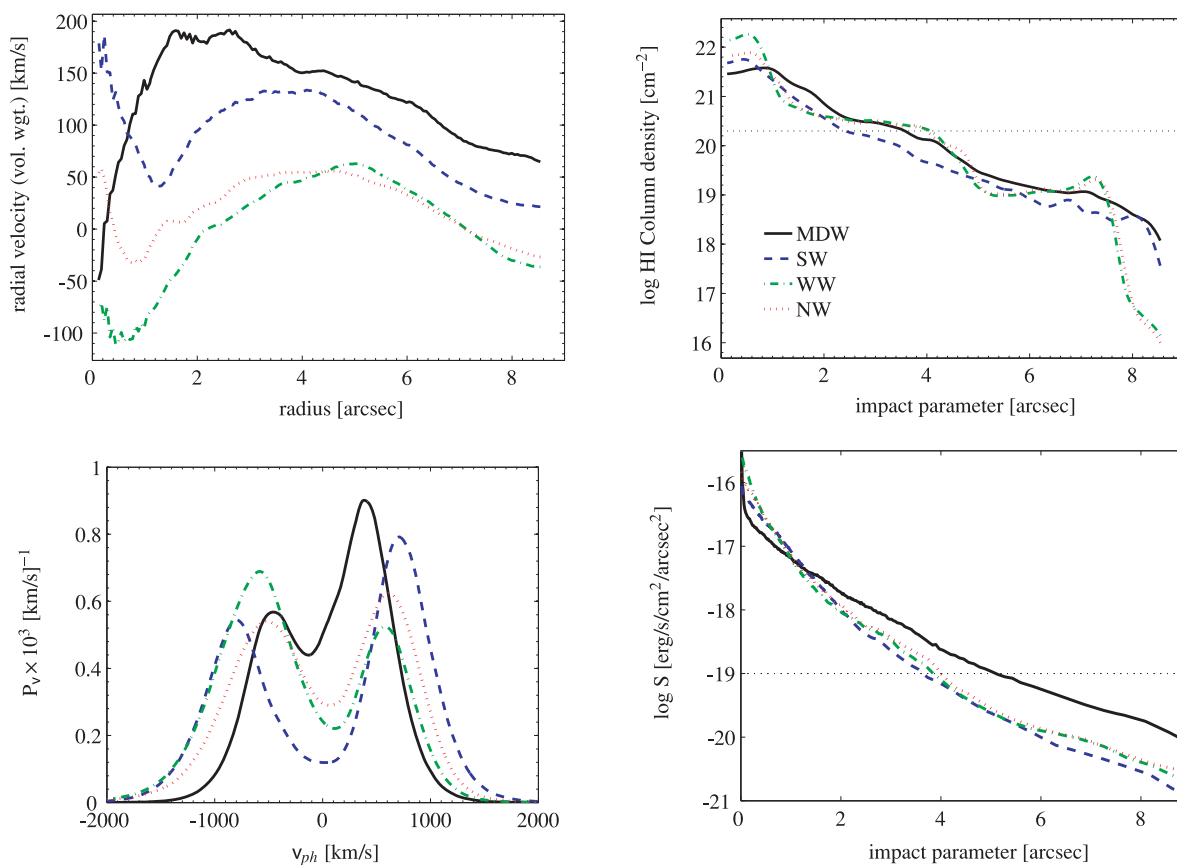 radial velocity (vol. wgt.) [km/s]
200
150
100
50
0
-50
-100
0 2 4 6 8
radius [arcsec]
log HI Column density [cm−2]
22
21
20
19
18
17
16
MDW
SW
WW
NW
0 2 4 6 8
impact parameter [arcsec]
Pv × 10³ [km/s]−1
1
0.8
0.6
0.4
0.2
0
-2000 -1000 0 1000 2000
vph [km/s]
log S [erg/s/cm²/arcsec²]
-16
-17
-18
-19
-20
-21
0 2 4 6 8
impact parameter [arcsec]